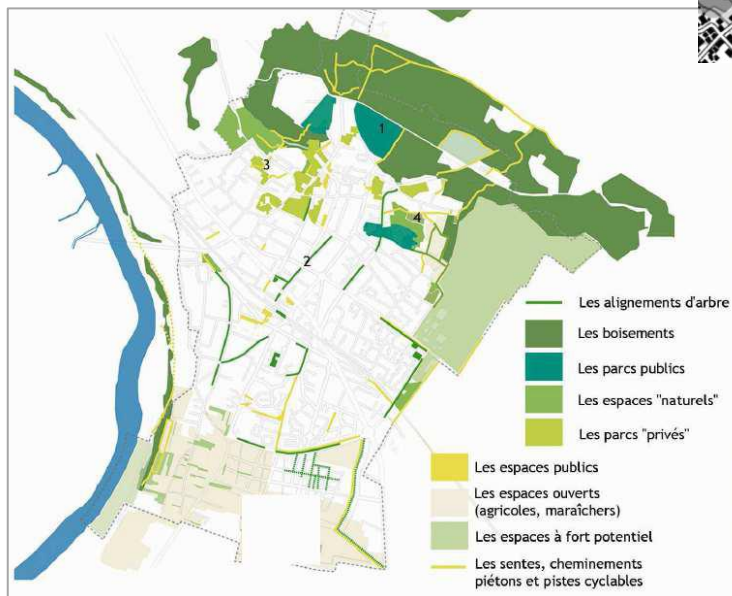 1
3
4
2
Les alignements d'arbre
Les boisements
Les parcs publics
Les espaces "naturels"
Les parcs "privés"
Les espaces publics
Les espaces ouverts
(agricoles, maraîchers)
Les espaces à fort potentiel
Les sentes, cheminements
piétons et pistes cyclables